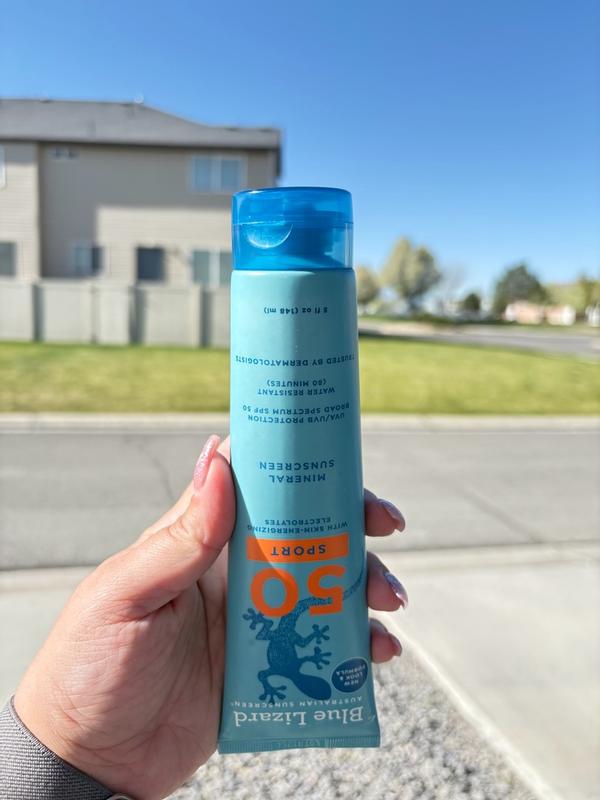 Blue Lizard
AUSTRALIAN SUNSCREEN®
NEW
LOOK &
FORMULA
50
SPORT
WITH SKIN-ENERGIZING
ELECTROLYTES
MINERAL
SUNSCREEN
UVA/UVB PROTECTION
BROAD SPECTRUM SPF 50
WATER RESISTANT
(80 MINUTES)
TRUSTED BY DERMATOLOGISTS
5 fl oz (148 ml)